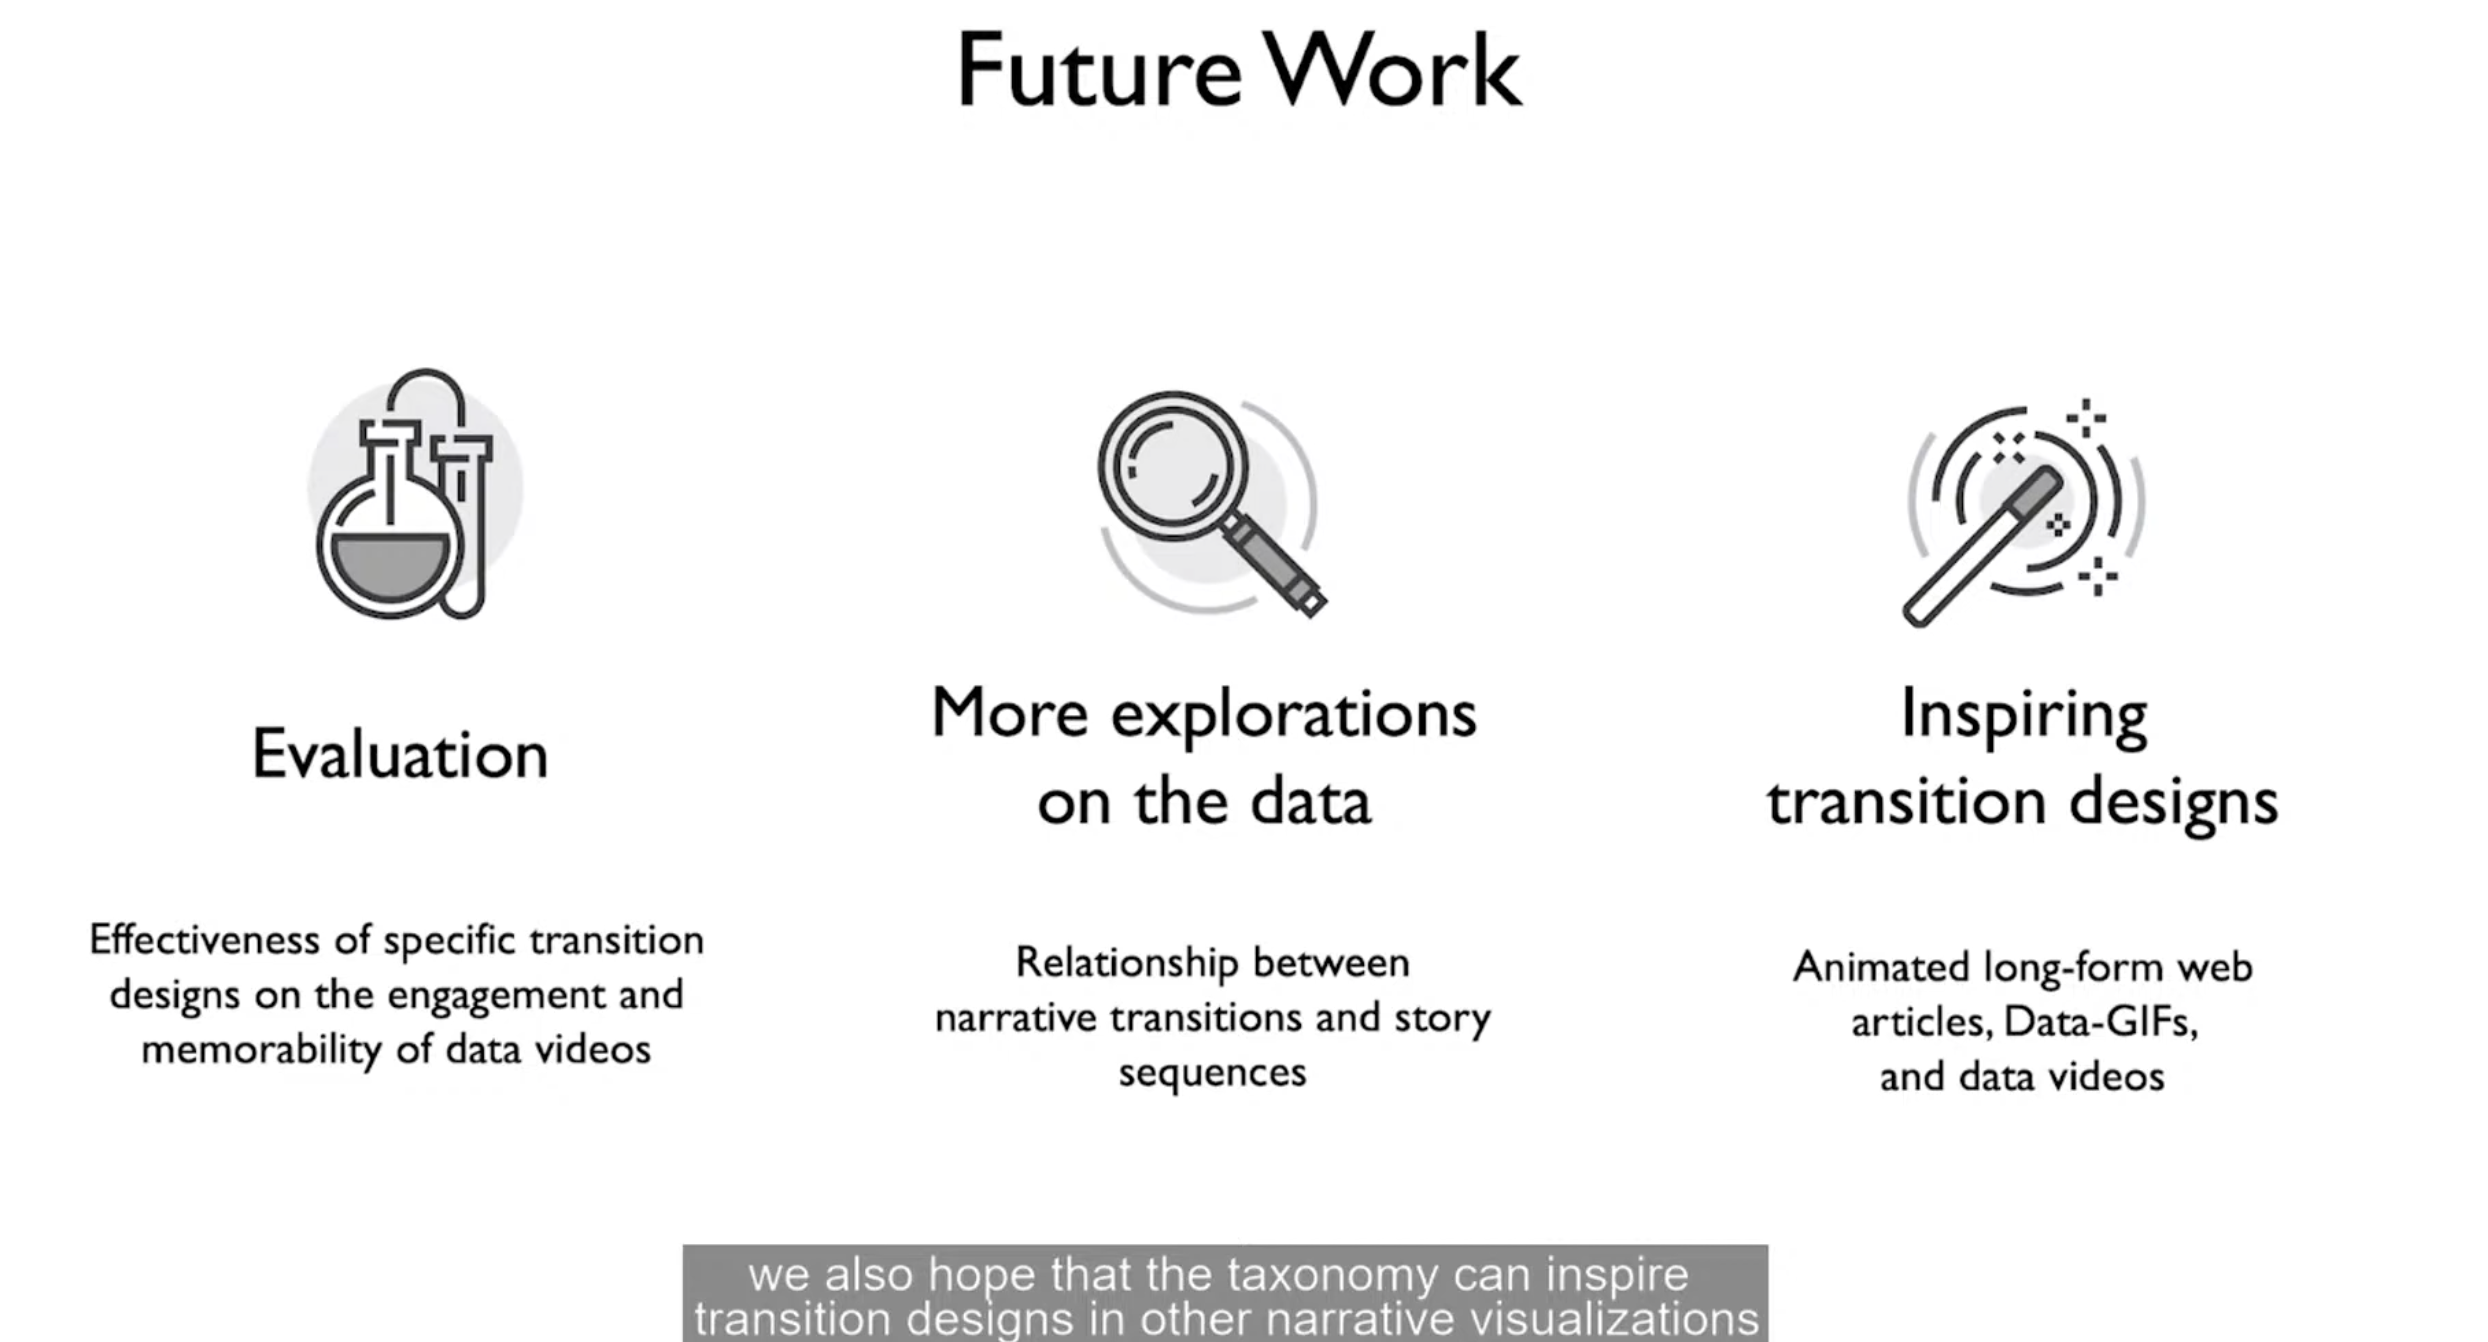 Future Work
Evaluation
Effectiveness of specific transition
designs on the engagement and
memorability of data videos
More explorations
on the data
Relationship between
narrative transitions and story
sequences
Inspiring
transition designs
Animated long-form web
articles, Data-GIFs,
and data videos
we also hope that the taxonomy can inspire
transition designs in other narrative visualizations